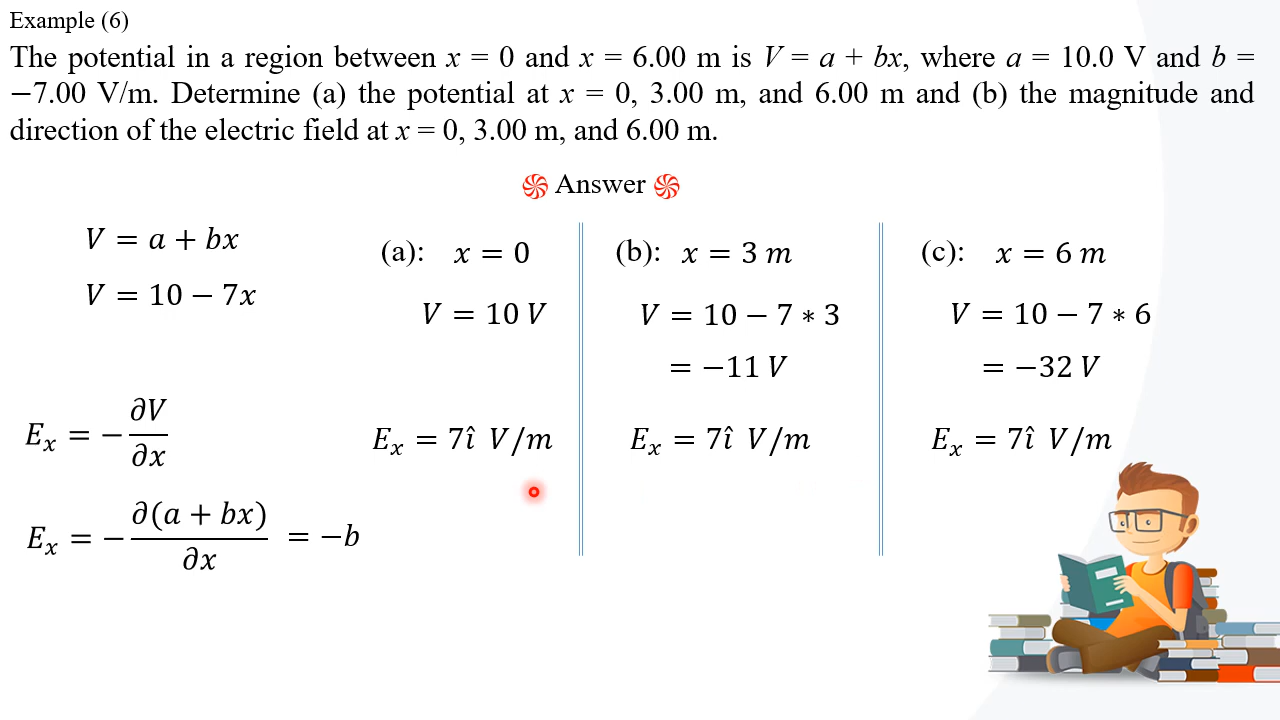 Example (6)
The potential in a region between x = 0 and x = 6.00 m is V = a + bx, where a = 10.0 V and b =
−7.00 V/m. Determine (a) the potential at x = 0, 3.00 m, and 6.00 m and (b) the magnitude and
direction of the electric field at x = 0, 3.00 m, and 6.00 m.
Answer
V = a + bx
V = 10 − 7x
E_x = −∂V/∂x
E_x = −∂(a + bx)/∂x = −b
(a): x = 0
V = 10 V
E_x = 7î V/m
(b): x = 3 m
V = 10 − 7 * 3
= −11 V
E_x = 7î V/m
(c): x = 6 m
V = 10 − 7 * 6
= −32 V
E_x = 7î V/m